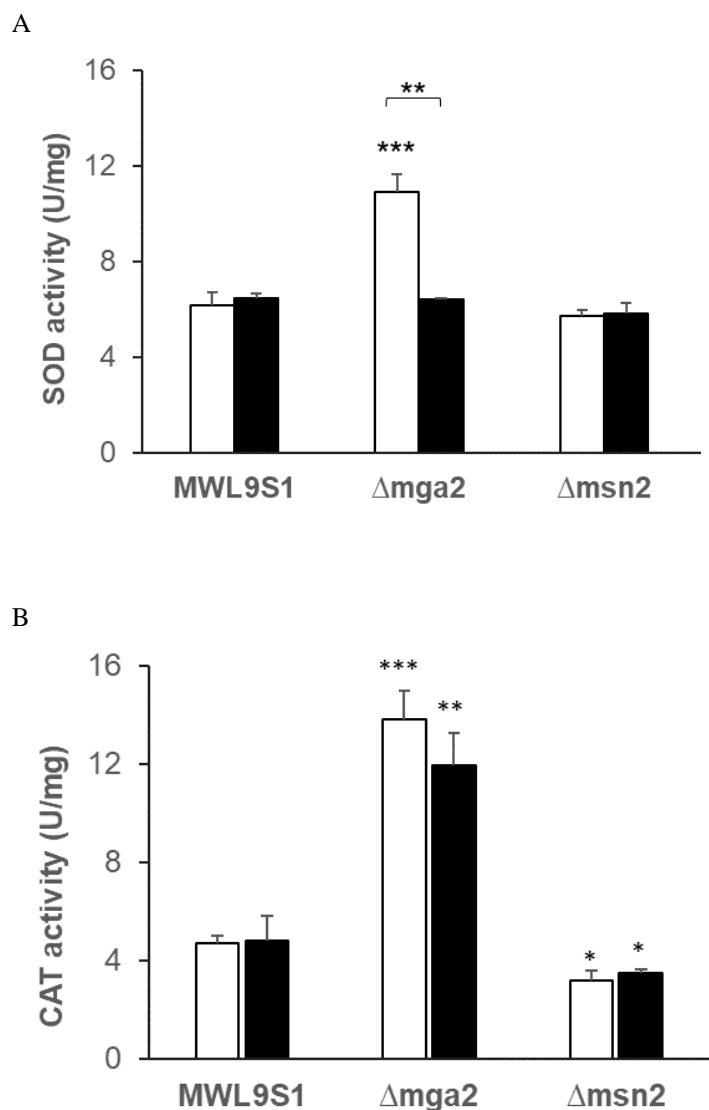 A
SOD activity (U/mg)
16
12
8
4
0
**
***
MWL9S1 Δmga2 Δmsn2
B
CAT activity (U/mg)
16
12
8
4
0
***
**
* *
MWL9S1 Δmga2 Δmsn2